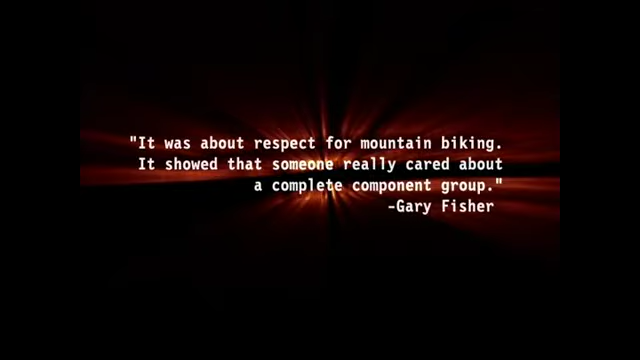 "It was about respect for mountain biking.
It showed that someone really cared about
a complete component group."
-Gary Fisher